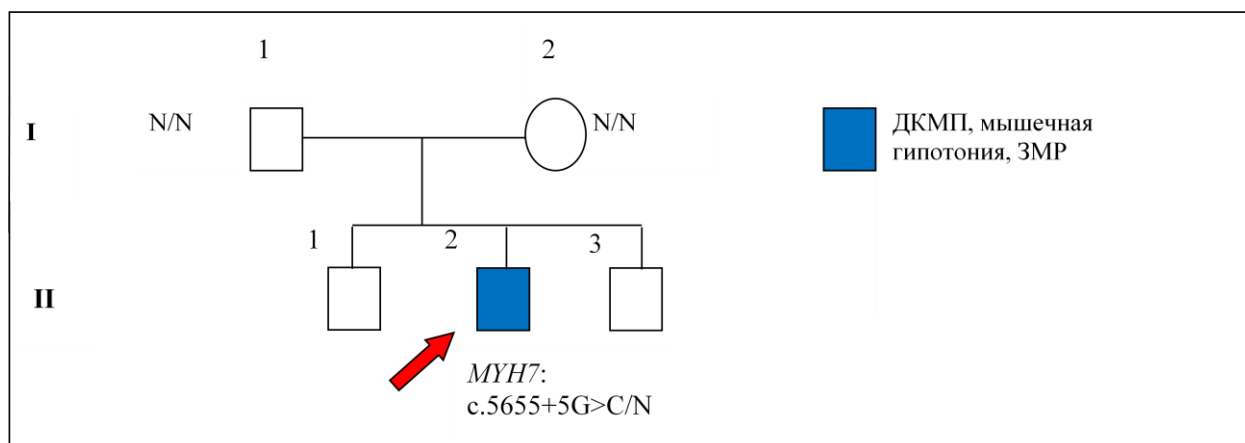 1
2
I
N/N
N/N
ДКМП, мышечная
гипотония, ЗМР
1
2
3
II
MYH7:
c.5655+5G>C/N